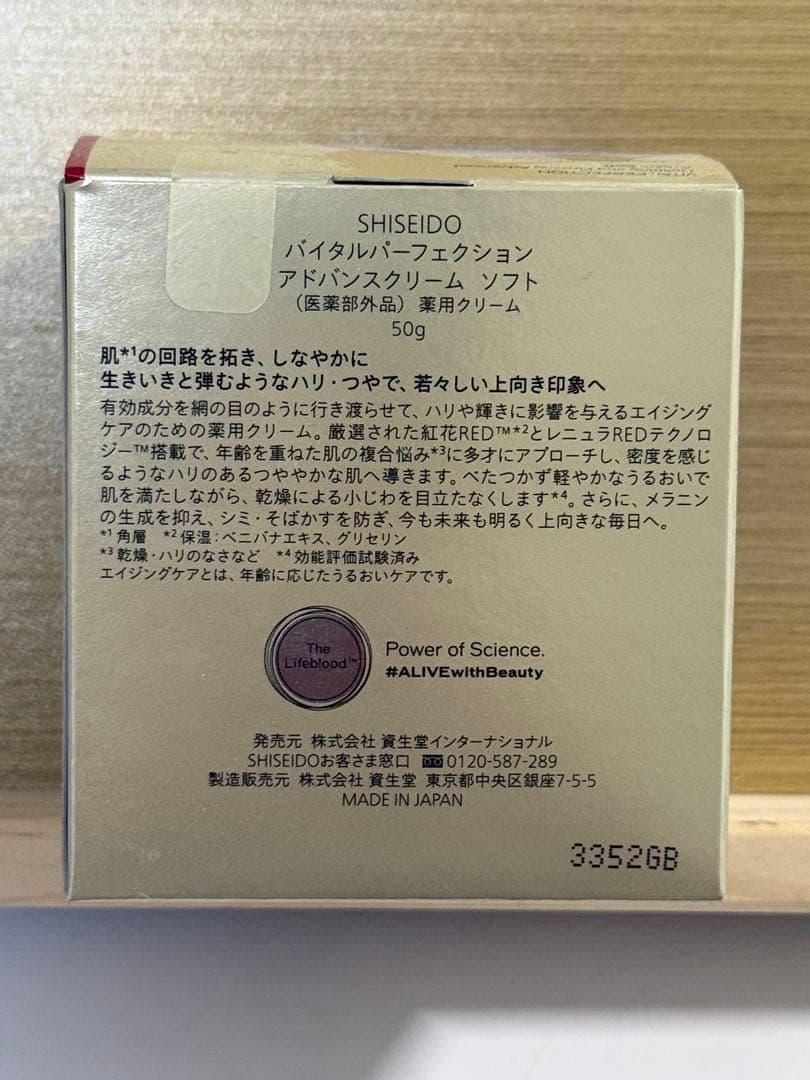 SHISEIDO
バイタルパーフェクション
アドバンスクリーム ソフト
（医薬部外品） 薬用クリーム
50g
肌*1の回路を拓き、しなやかに
生きいきと弾むようなハリ・つやで、若々しい上向き印象へ
有効成分を網の目のように行き渡らせて、ハリや輝きに影響を与えるエイジング
ケアのための薬用クリーム。厳選された紅花RED™*2とレニュラREDテクノロ
ジー™搭載で、年齢を重ねた肌の複合悩み*3に多才にアプローチし、密度を感じ
るようなハリのあるつややかな肌へ導きます。べたつかず軽やかなうるおいで
肌を満たしながら、乾燥による小じわを目立たなくします*4。さらに、メラニン
の生成を抑え、シミ・そばかすを防ぎ、今も未来も明るく上向きな毎日へ。
*1 角層 *2 保湿：ベニバナエキス、グリセリン
*3 乾燥・ハリのなさなど *4 効能評価試験済み
エイジングケアとは、年齢に応じたうるおいケアです。
The
Lifeblood™
Power of Science.
#ALIVEwithBeauty
発売元 株式会社 資生堂インターナショナル
SHISEIDOお客さま窓口 0120-587-289
製造販売元 株式会社 資生堂 東京都中央区銀座7-5-5
MADE IN JAPAN
3352GB